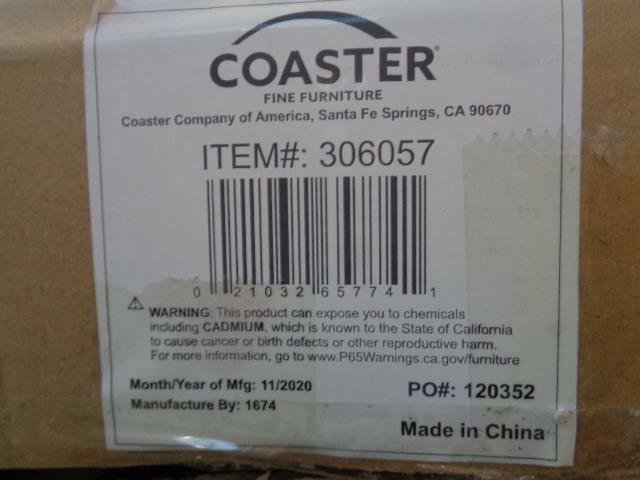 COASTER®
FINE FURNITURE
Coaster Company of America, Santa Fe Springs, CA 90670
ITEM#: 306057
0 21032 65774 1
⚠ WARNING: This product can expose you to chemicals
including CADMIUM, which is known to the State of California
to cause cancer or birth defects or other reproductive harm.
For more information, go to www.P65Warnings.ca.gov/furniture
Month/Year of Mfg: 11/2020
PO#: 120352
Manufacture By: 1674
Made in China